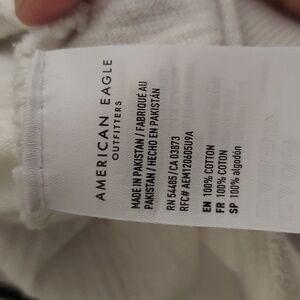 AMERICAN EAGLE
OUTFITTERS
MADE IN PAKISTAN / FABRIQUÉ AU
PAKISTAN / HECHO EN PAKISTÁN
RN 54485 / CA 03873
RFC# AEM120605U9A
EN 100% COTTON
FR 100% COTON
SP 100% algodón